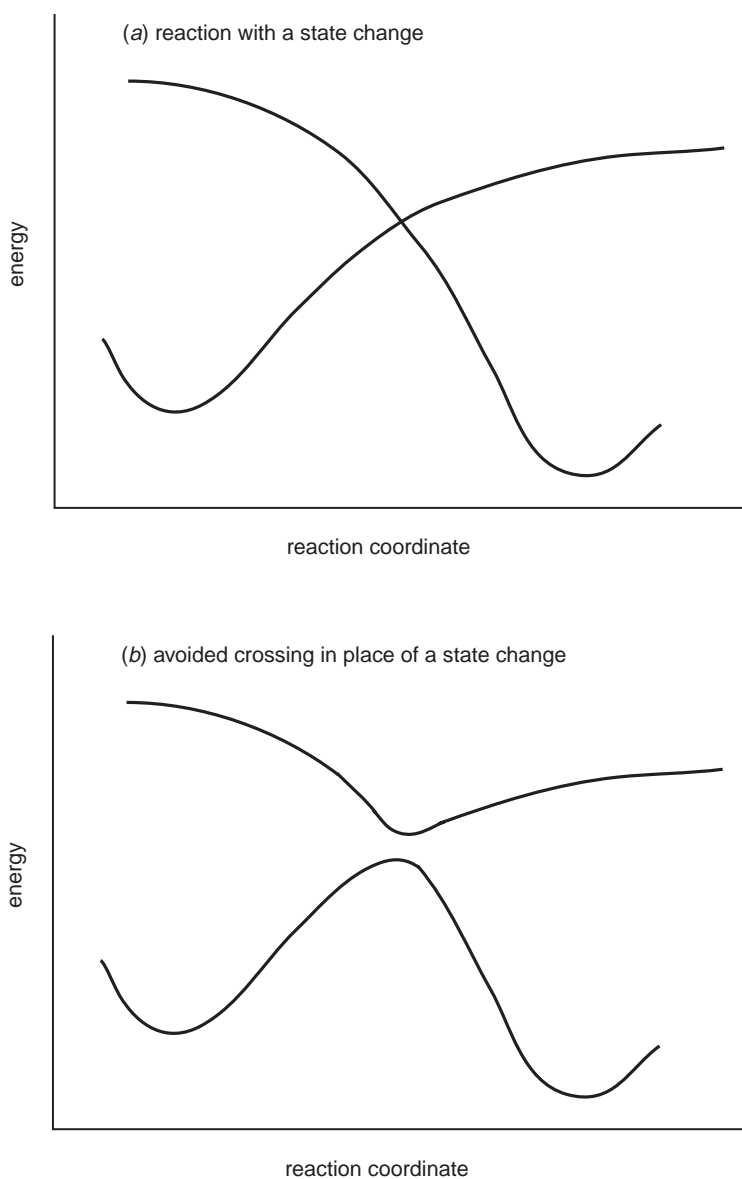 (a) reaction with a state change
energy
reaction coordinate
(b) avoided crossing in place of a state change
energy
reaction coordinate